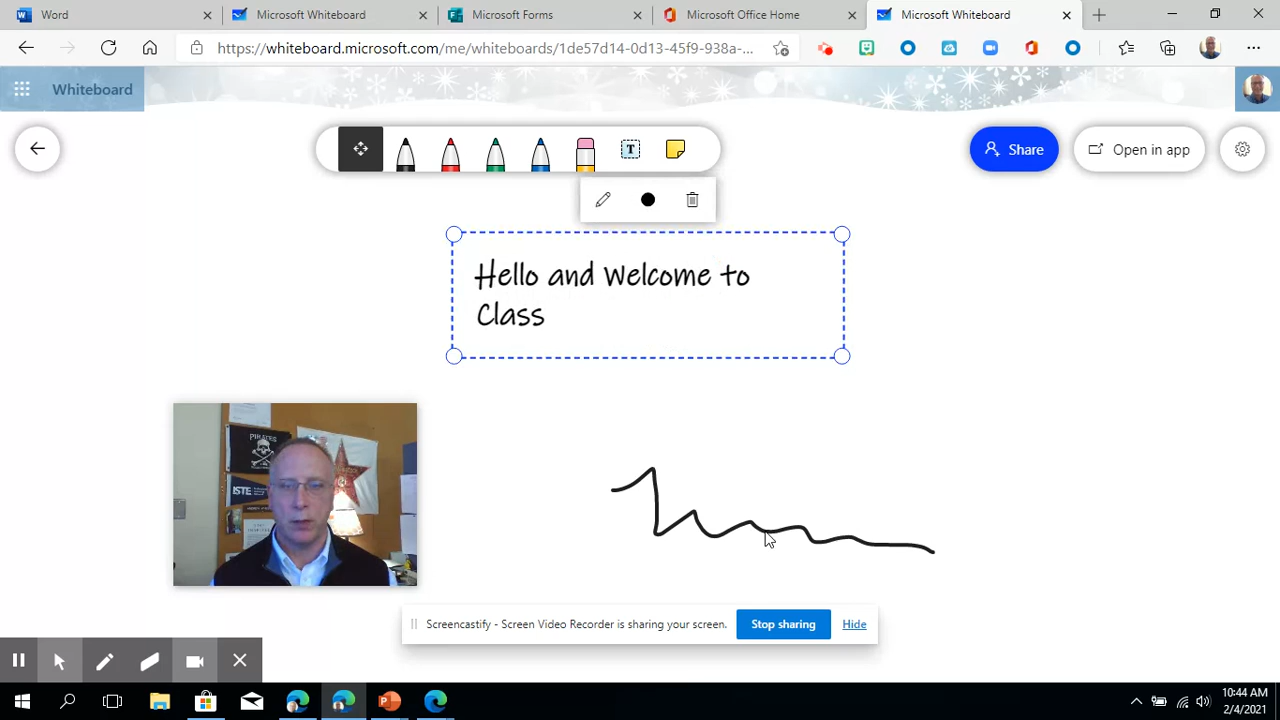 Word
Microsoft Whiteboard
Microsoft Forms
Microsoft Office Home
Microsoft Whiteboard
https://whiteboard.microsoft.com/me/whiteboards/1de57d14-0d13-45f9-938a-...
Whiteboard
T
Share
Open in app
Hello and Welcome to
Class
PIRATES
ISTE
Screencastify - Screen Video Recorder is sharing your screen.
Stop sharing
Hide
10:44 AM
2/4/2021